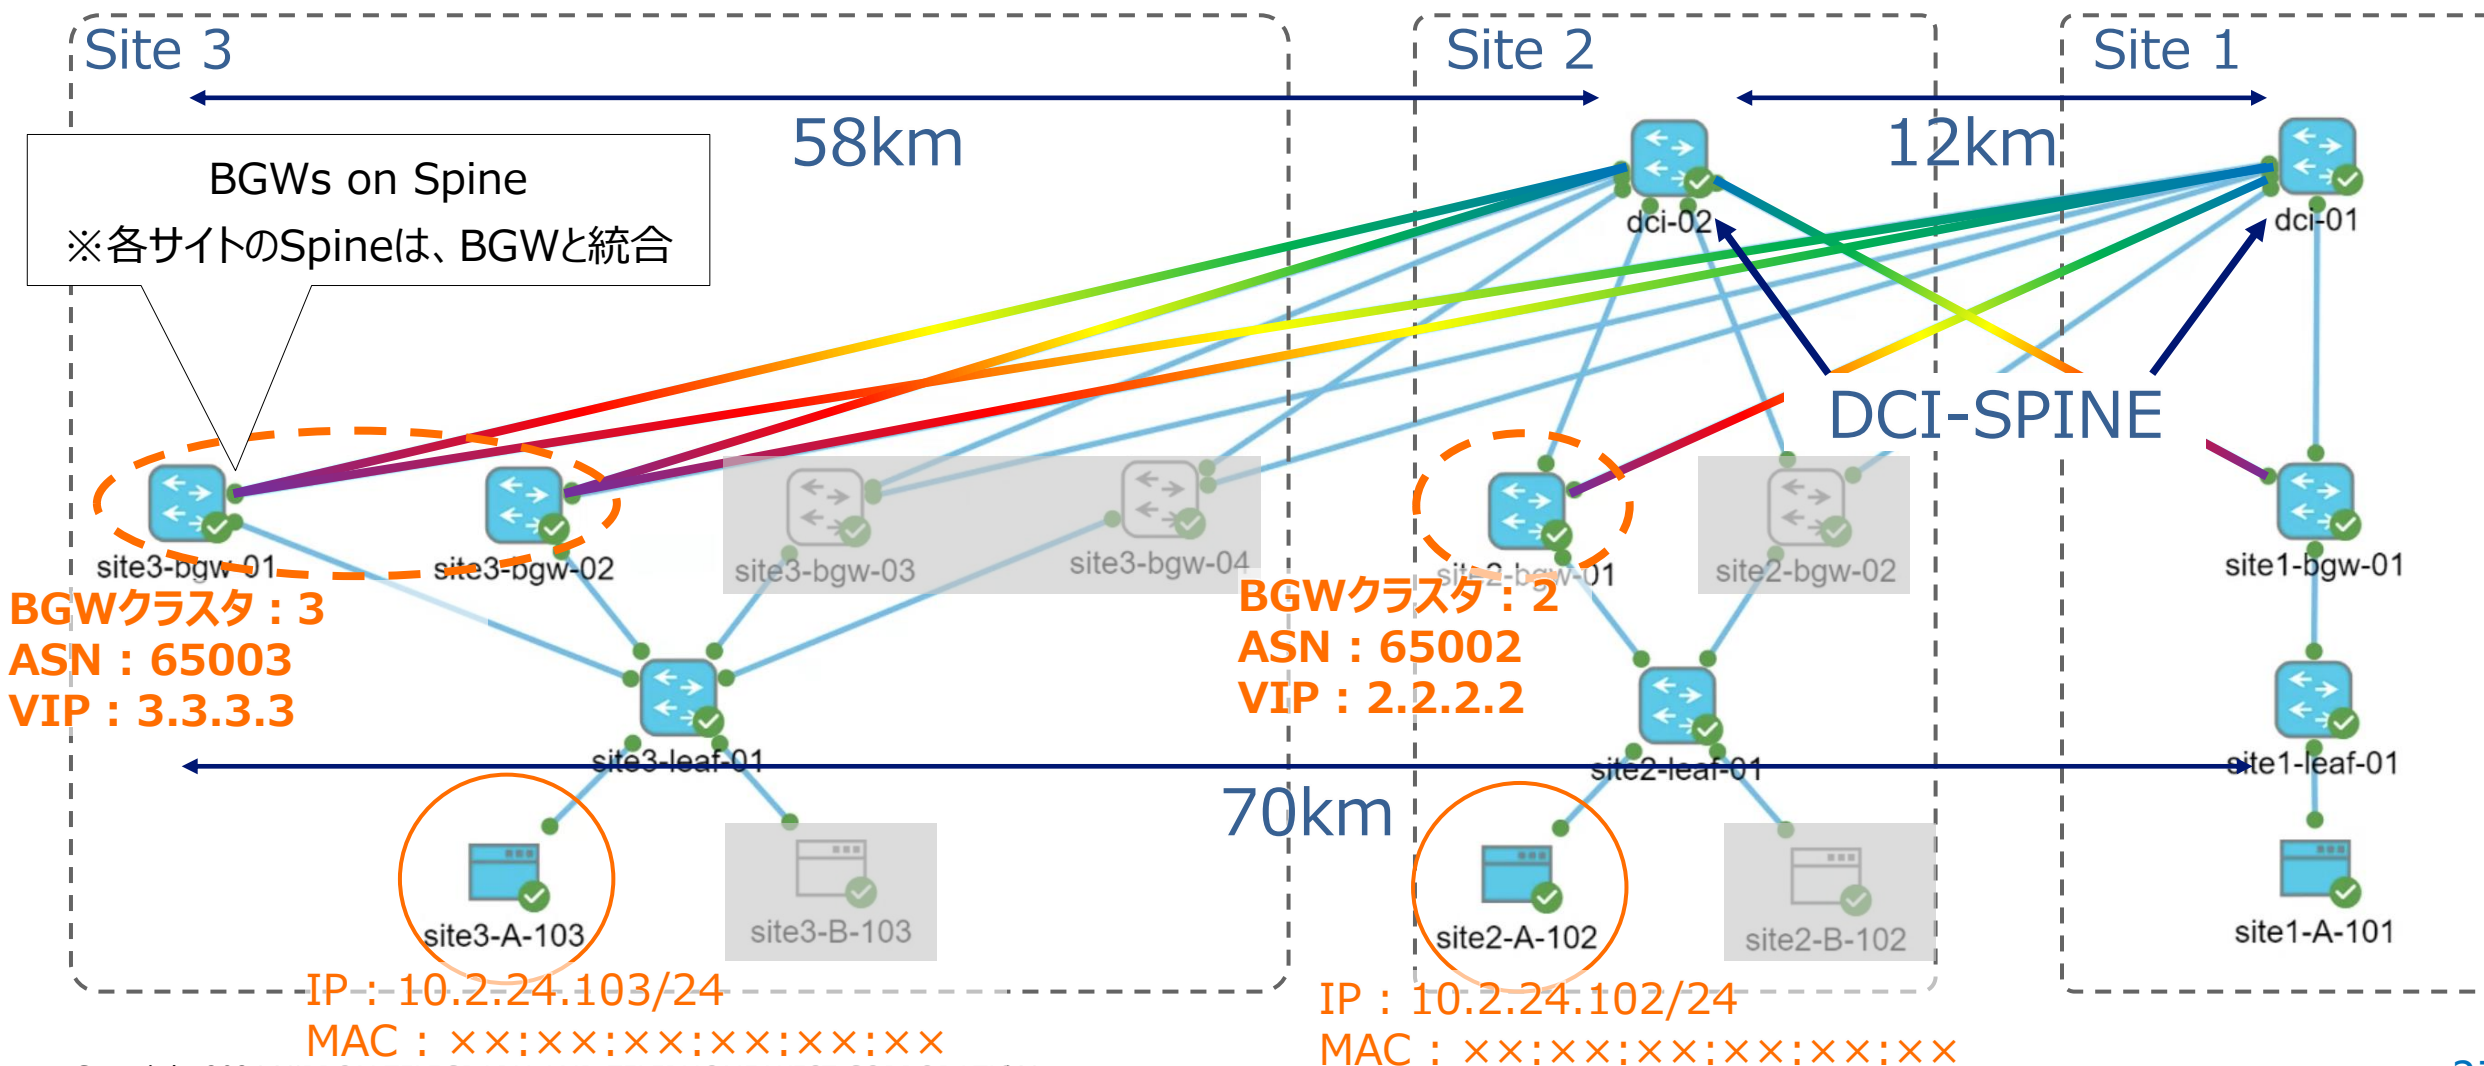 Site 3
Site 2
Site 1
58km
12km
BGWs on Spine
※各サイトのSpineは、BGWと統合
dci-02
dci-01
DCI-SPINE
site3-bgw-01
site3-bgw-02
site3-bgw-03
site3-bgw-04
site2-bgw-01
site2-bgw-02
site1-bgw-01
BGWクラスタ:3
ASN:65003
VIP:3.3.3.3
BGWクラスタ:2
ASN:65002
VIP:2.2.2.2
site3-leaf-01
site2-leaf-01
site1-leaf-01
70km
site3-A-103
site3-B-103
site2-A-102
site2-B-102
site1-A-101
IP:10.2.24.103/24
MAC:××:××:××:××:××:××
IP:10.2.24.102/24
MAC:××:××:××:××:××:××